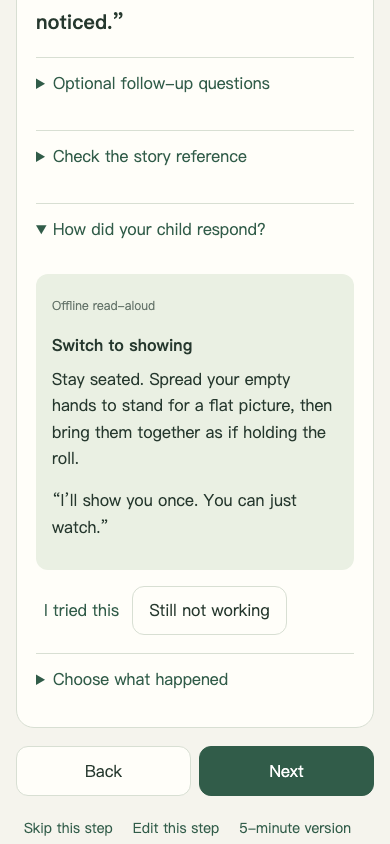 noticed.”
Optional follow-up questions
Check the story reference
How did your child respond?
Offline read-aloud
Switch to showing
Stay seated. Spread your empty
hands to stand for a flat picture, then
bring them together as if holding the
roll.
“I’ll show you once. You can just
watch.”
I tried this
Still not working
Choose what happened
Back
Next
Skip this step
Edit this step
5-minute version